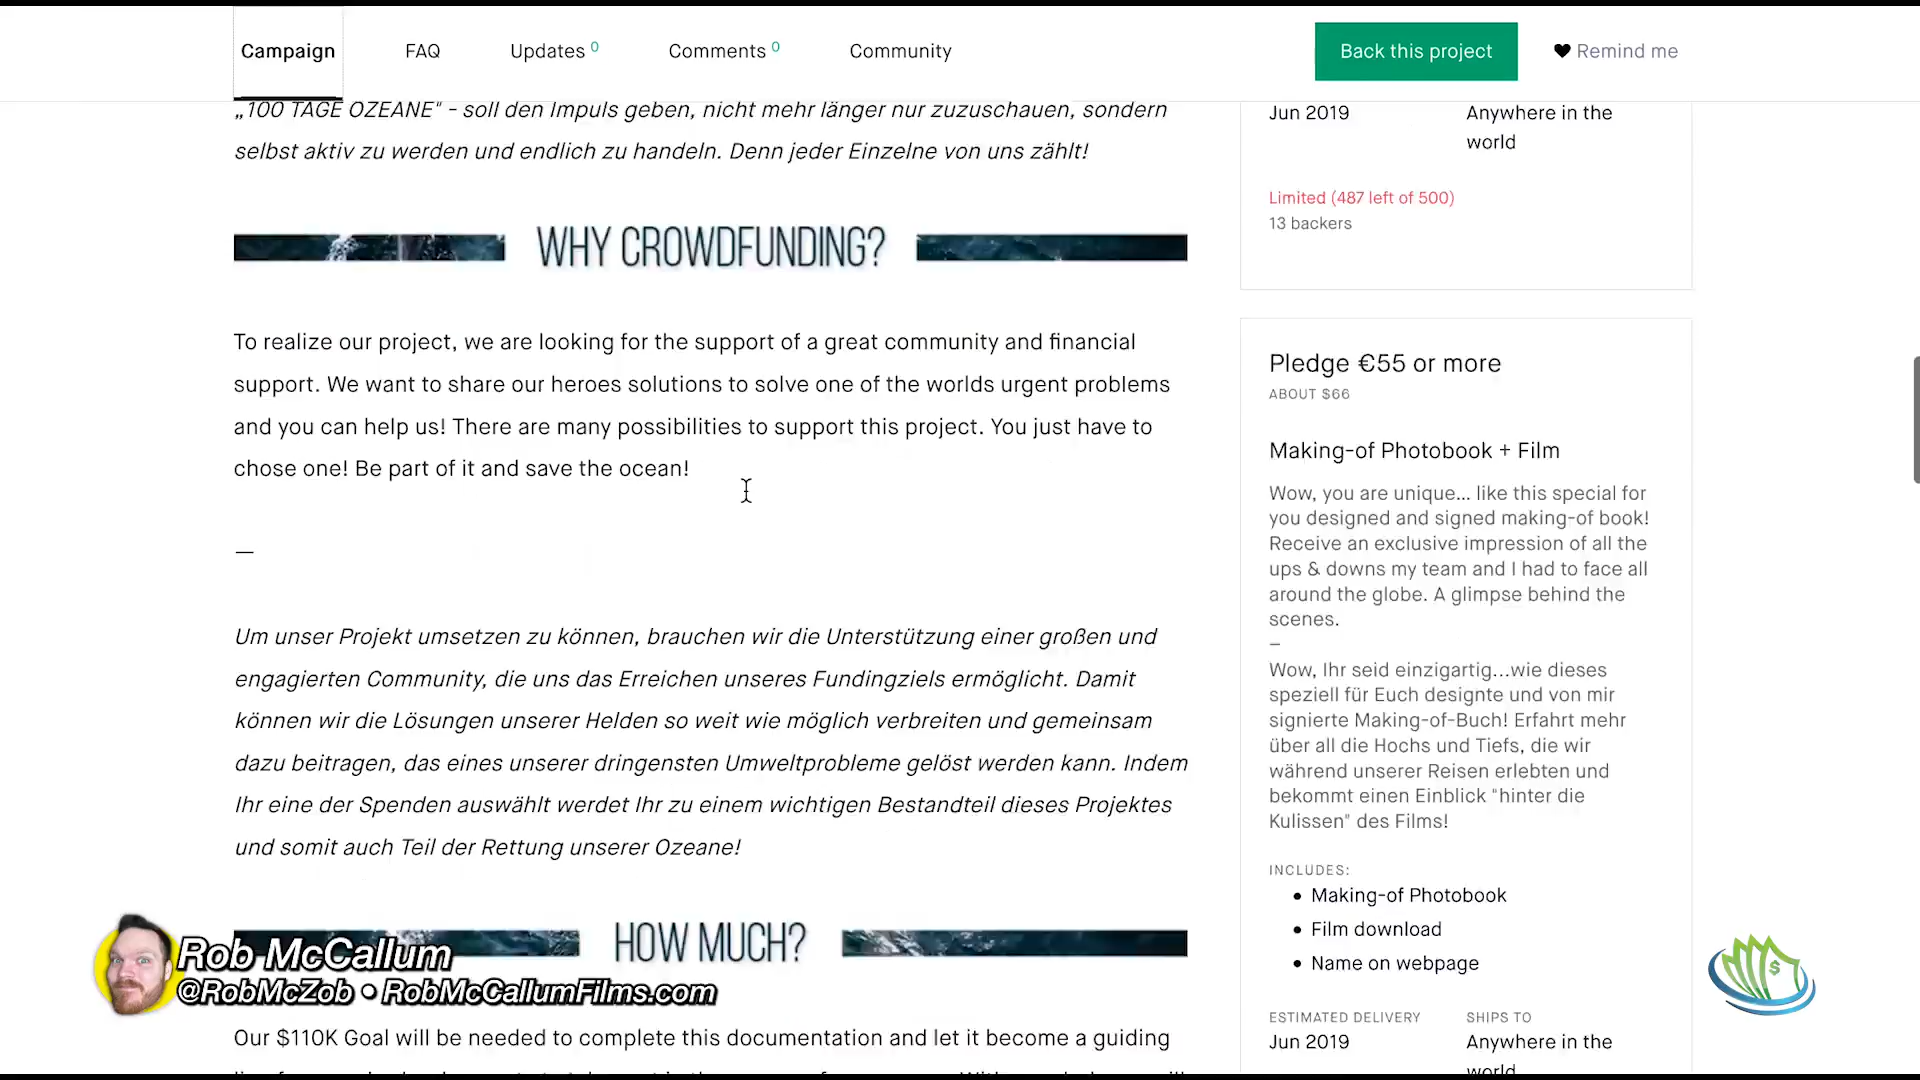 Campaign
FAQ
Updates 0
Comments 0
Community
Back this project
Remind me
„100 TAGE OZEANE" - soll den Impuls geben, nicht mehr länger nur zuzuschauen, sondern
selbst aktiv zu werden und endlich zu handeln. Denn jeder Einzelne von uns zählt!
WHY CROWDFUNDING?
To realize our project, we are looking for the support of a great community and financial
support. We want to share our heroes solutions to solve one of the worlds urgent problems
and you can help us! There are many possibilities to support this project. You just have to
chose one! Be part of it and save the ocean!
—
Um unser Projekt umsetzen zu können, brauchen wir die Unterstützung einer großen und
engagierten Community, die uns das Erreichen unseres Fundingziels ermöglicht. Damit
können wir die Lösungen unserer Helden so weit wie möglich verbreiten und gemeinsam
dazu beitragen, das eines unserer dringensten Umweltprobleme gelöst werden kann. Indem
Ihr eine der Spenden auswählt werdet Ihr zu einem wichtigen Bestandteil dieses Projektes
und somit auch Teil der Rettung unserer Ozeane!
HOW MUCH?
Our $110K Goal will be needed to complete this documentation and let it become a guiding
Jun 2019
Anywhere in the
world
Limited (487 left of 500)
13 backers
Pledge €55 or more
ABOUT $66
Making-of Photobook + Film
Wow, you are unique... like this special for
you designed and signed making-of book!
Receive an exclusive impression of all the
ups & downs my team and I had to face all
around the globe. A glimpse behind the
scenes.
–
Wow, Ihr seid einzigartig...wie dieses
speziell für Euch designte und von mir
signierte Making-of-Buch! Erfahrt mehr
über all die Hochs und Tiefs, die wir
während unserer Reisen erlebten und
bekommt einen Einblick "hinter die
Kulissen" des Films!
INCLUDES:
• Making-of Photobook
• Film download
• Name on webpage
ESTIMATED DELIVERY
Jun 2019
SHIPS TO
Anywhere in the
world
Rob McCallum
@RobMcZob • RobMcCallumFilms.com
$